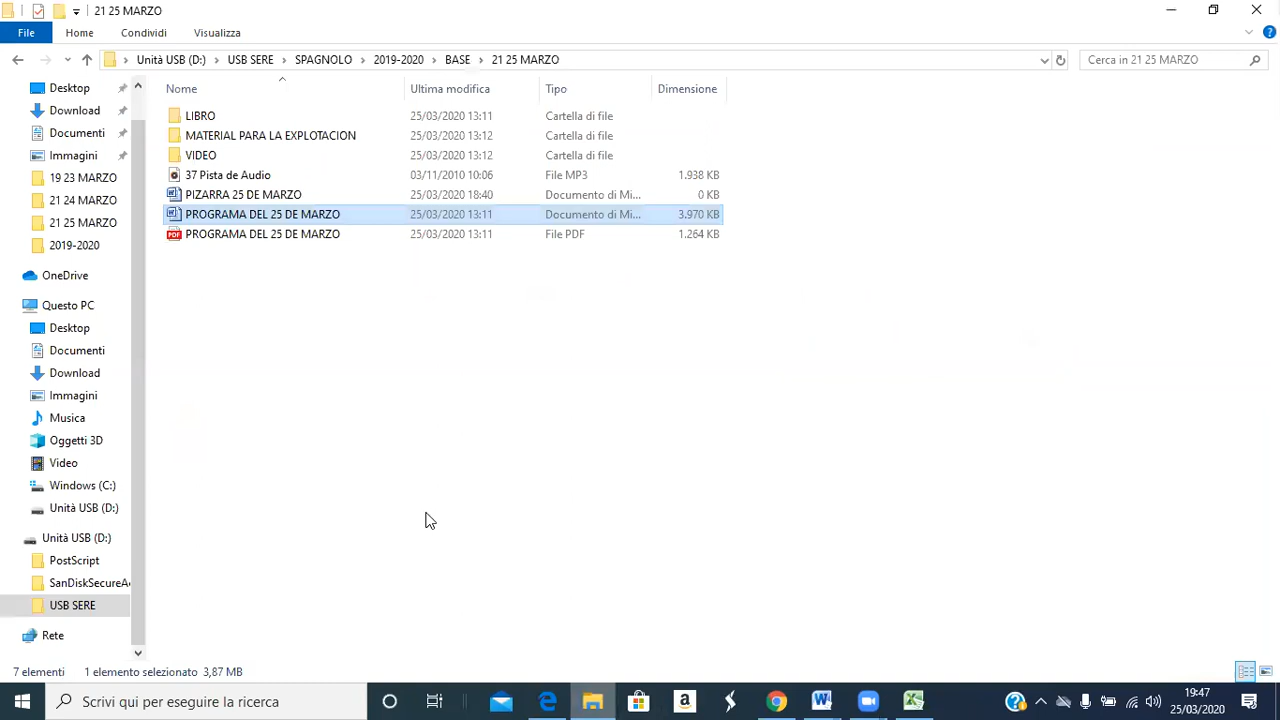 21 25 MARZO
File Home Condividi Visualizza
Unità USB (D:) USB SERE SPAGNOLO 2019-2020 BASE 21 25 MARZO Cerca in 21 25 MARZO
Nome Ultima modifica Tipo Dimensione
LIBRO 25/03/2020 13:11 Cartella di file
MATERIAL PARA LA EXPLOTACION 25/03/2020 13:12 Cartella di file
VIDEO 25/03/2020 13:12 Cartella di file
37 Pista de Audio 03/11/2010 10:06 File MP3 1.938 KB
PIZARRA 25 DE MARZO 25/03/2020 18:40 Documento di Mi... 0 KB
PROGRAMA DEL 25 DE MARZO 25/03/2020 13:11 Documento di Mi... 3.970 KB
PROGRAMA DEL 25 DE MARZO 25/03/2020 13:11 File PDF 1.264 KB
Desktop
Download
Documenti
Immagini
19 23 MARZO
21 24 MARZO
21 25 MARZO
2019-2020
OneDrive
Questo PC
Desktop
Documenti
Download
Immagini
Musica
Oggetti 3D
Video
Windows (C:)
Unità USB (D:)
Unità USB (D:)
PostScript
SanDiskSecureA
USB SERE
Rete
7 elementi 1 elemento selezionato 3,87 MB
Scrivi qui per eseguire la ricerca
19:47
25/03/2020